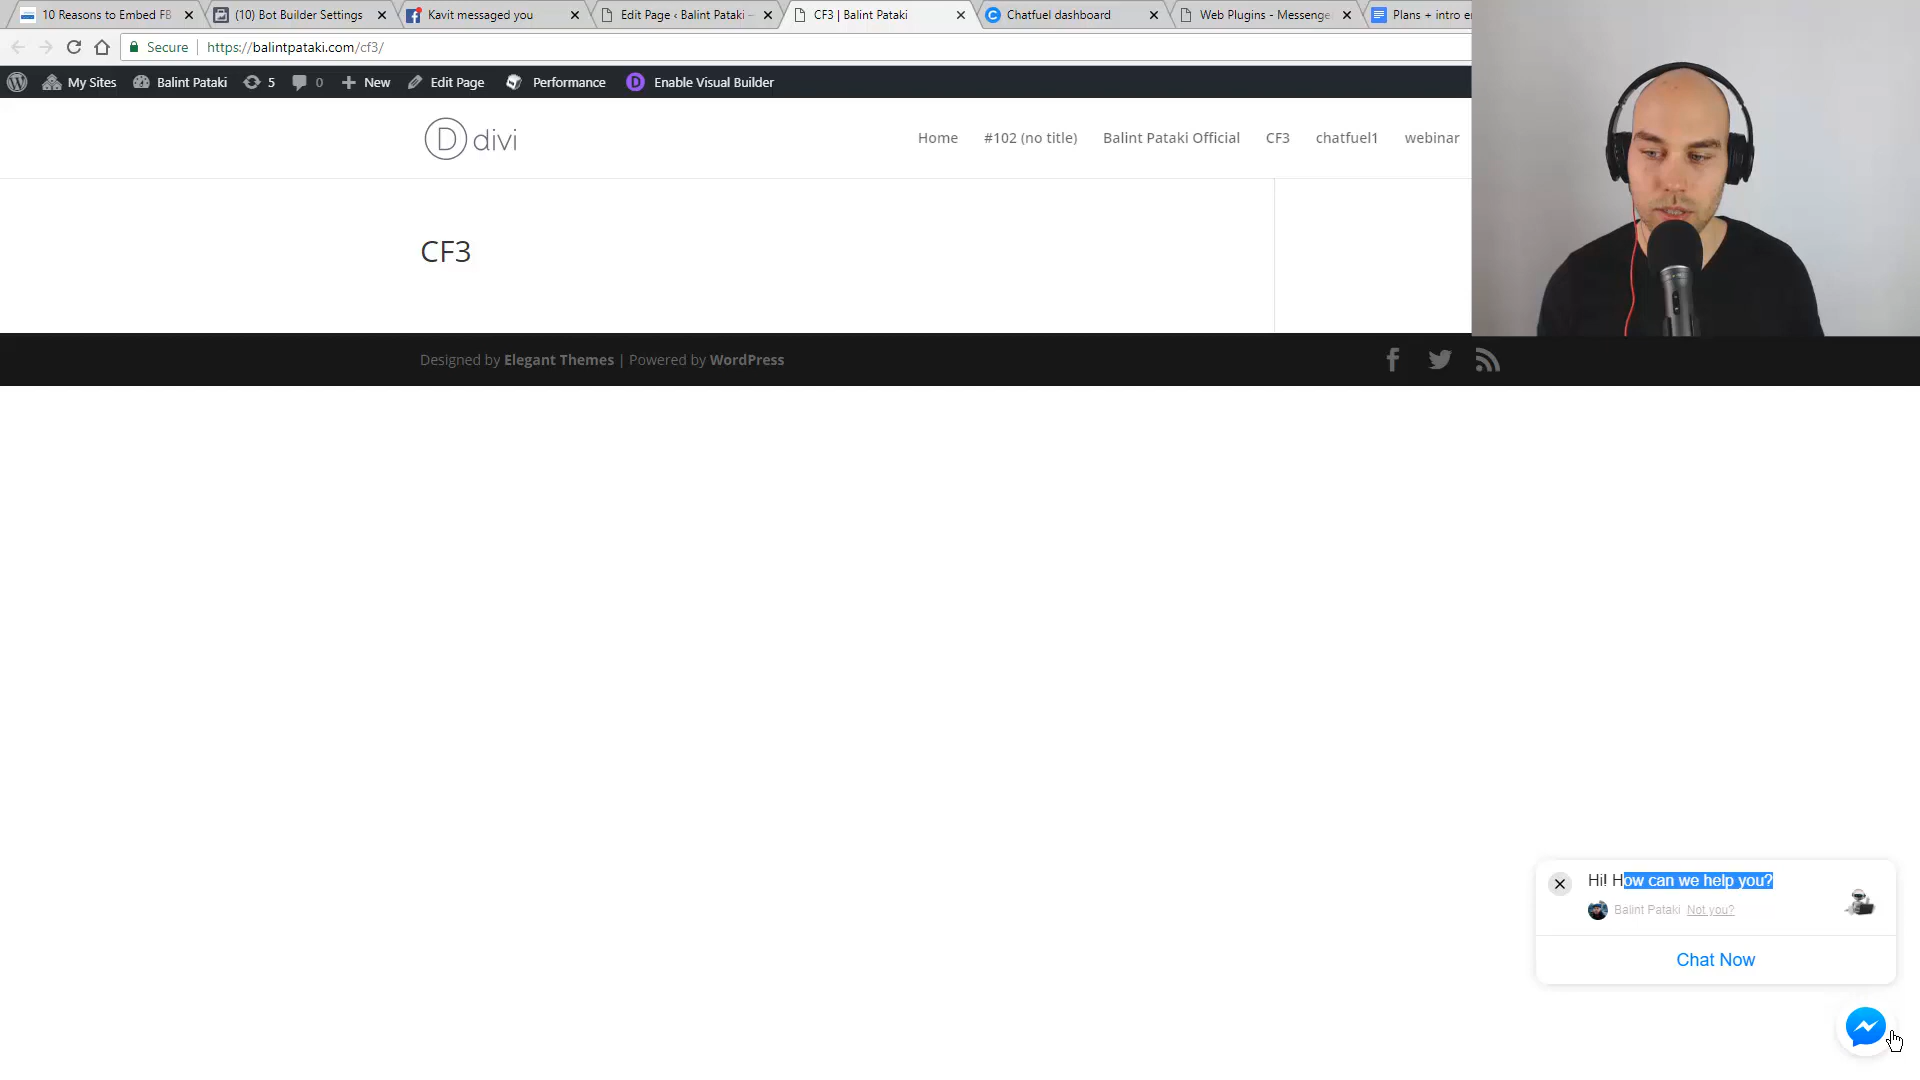 10 Reasons to Embed FB
(10) Bot Builder Settings
Kavit messaged you
Edit Page ‹ Balint Pataki —
CF3 | Balint Pataki
Chatfuel dashboard
Web Plugins - Messenge
Plans + intro e
Secure
https://balintpataki.com/cf3/
My Sites
Balint Pataki
5
0
New
Edit Page
Performance
Enable Visual Builder
D divi
Home
#102 (no title)
Balint Pataki Official
CF3
chatfuel1
webinar
CF3
Designed by Elegant Themes | Powered by WordPress
Hi! How can we help you?
Balint Pataki Not you?
Chat Now